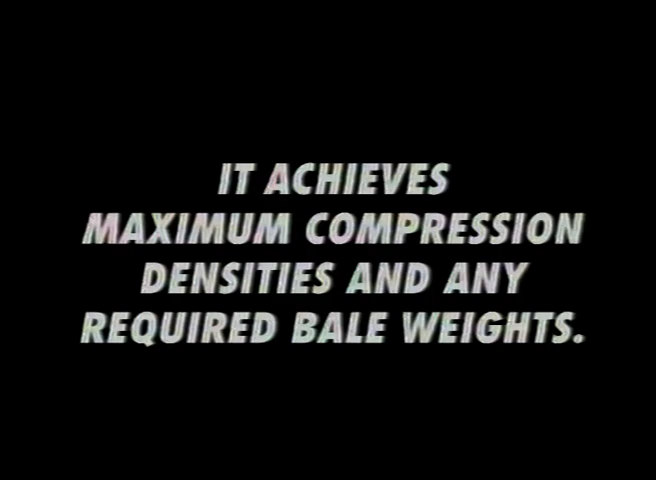 IT ACHIEVES
MAXIMUM COMPRESSION
DENSITIES AND ANY
REQUIRED BALE WEIGHTS.